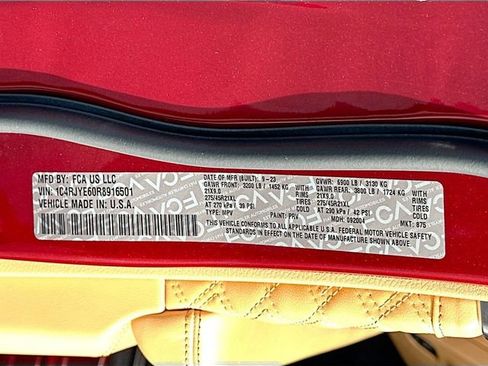 MFD BY: FCA US LLC
VIN: 1C4RJYE60R8916501
VEHICLE MADE IN: U.S.A.
DATE OF MFR (BUILT): 9-23
GVWR: 6900 LB / 3130 KG
GAWR FRONT: 3200 LB / 1452 KG
GAWR REAR: 3800 LB / 1724 KG
21X9.0 RIMS
21X9.0 RIMS
275/45R21XL TIRES
275/45R21XL TIRES
AT 270 kPa / 39 PSI COLD
AT 290 kPa / 42 PSI COLD
TYPE: MPV
PAINT: PRV
MDH: 092004
MKT: 875
THIS VEHICLE CONFORMS TO ALL APPLICABLE U.S.A. FEDERAL MOTOR VEHICLE SAFETY
STANDARDS IN EFFECT ON THE DATE OF MANUFACTURE SHOWN ABOVE
FCA